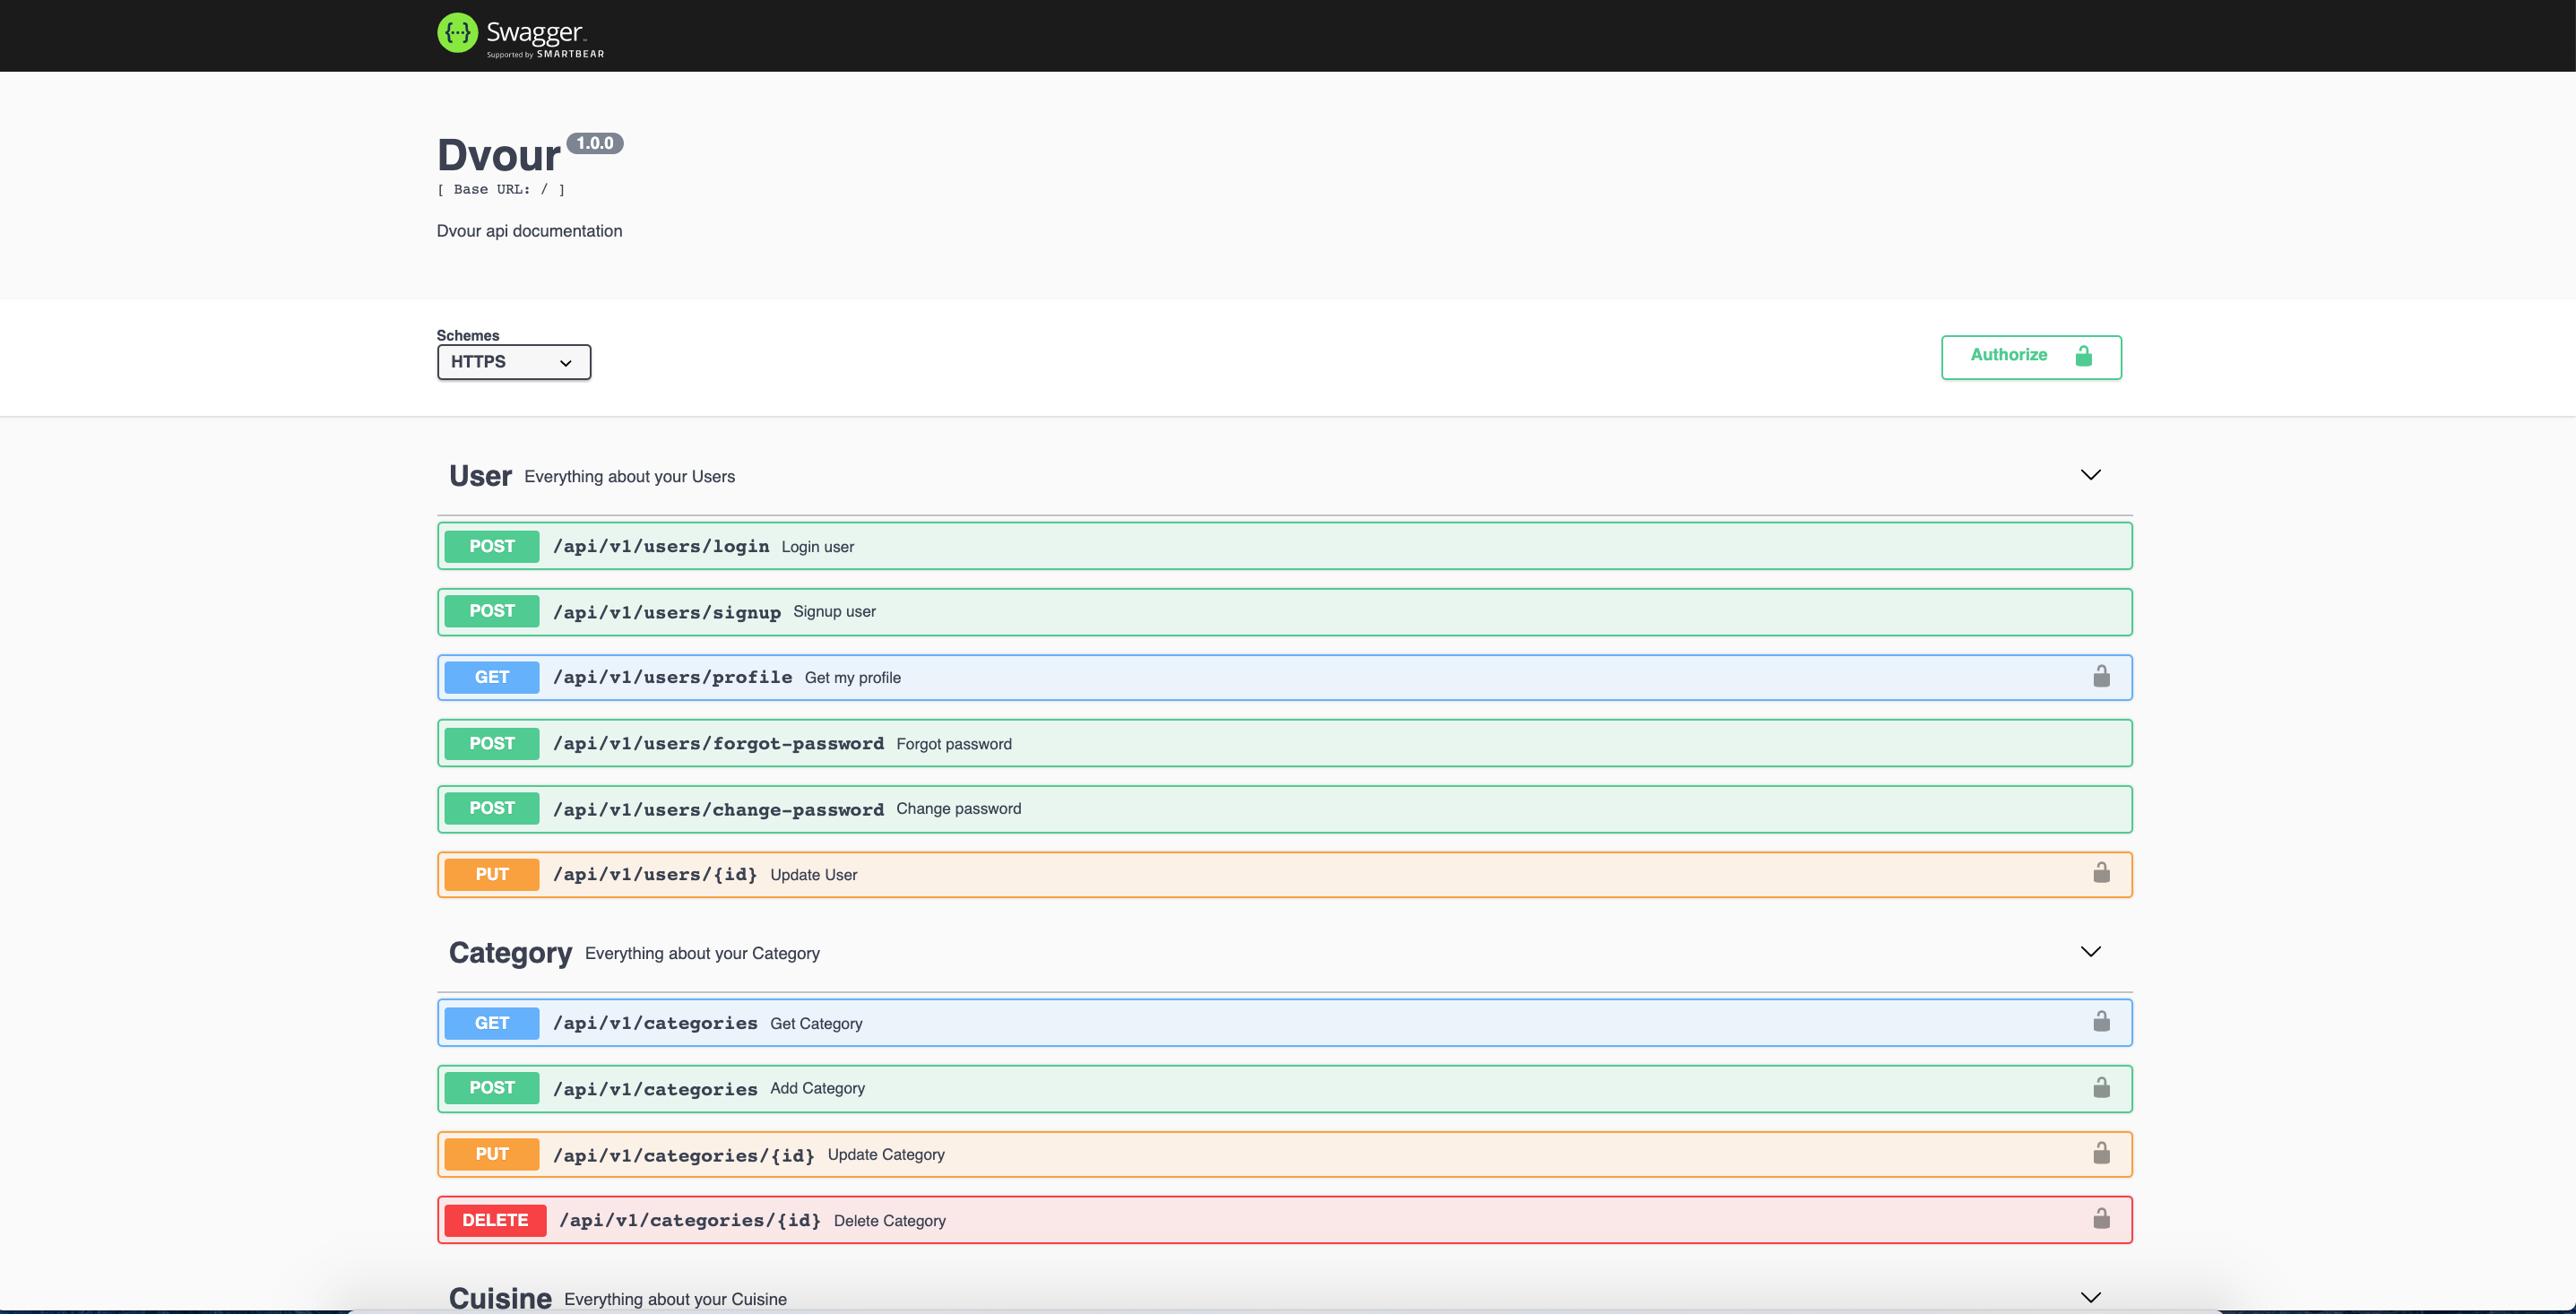 Swagger
Supported by SMARTBEAR
Dvour 1.0.0
[ Base URL: / ]
Dvour api documentation
Schemes
HTTPS
Authorize
User Everything about your Users
POST /api/v1/users/login Login user
POST /api/v1/users/signup Signup user
GET /api/v1/users/profile Get my profile
POST /api/v1/users/forgot-password Forgot password
POST /api/v1/users/change-password Change password
PUT /api/v1/users/{id} Update User
Category Everything about your Category
GET /api/v1/categories Get Category
POST /api/v1/categories Add Category
PUT /api/v1/categories/{id} Update Category
DELETE /api/v1/categories/{id} Delete Category
Cuisine Everything about your Cuisine